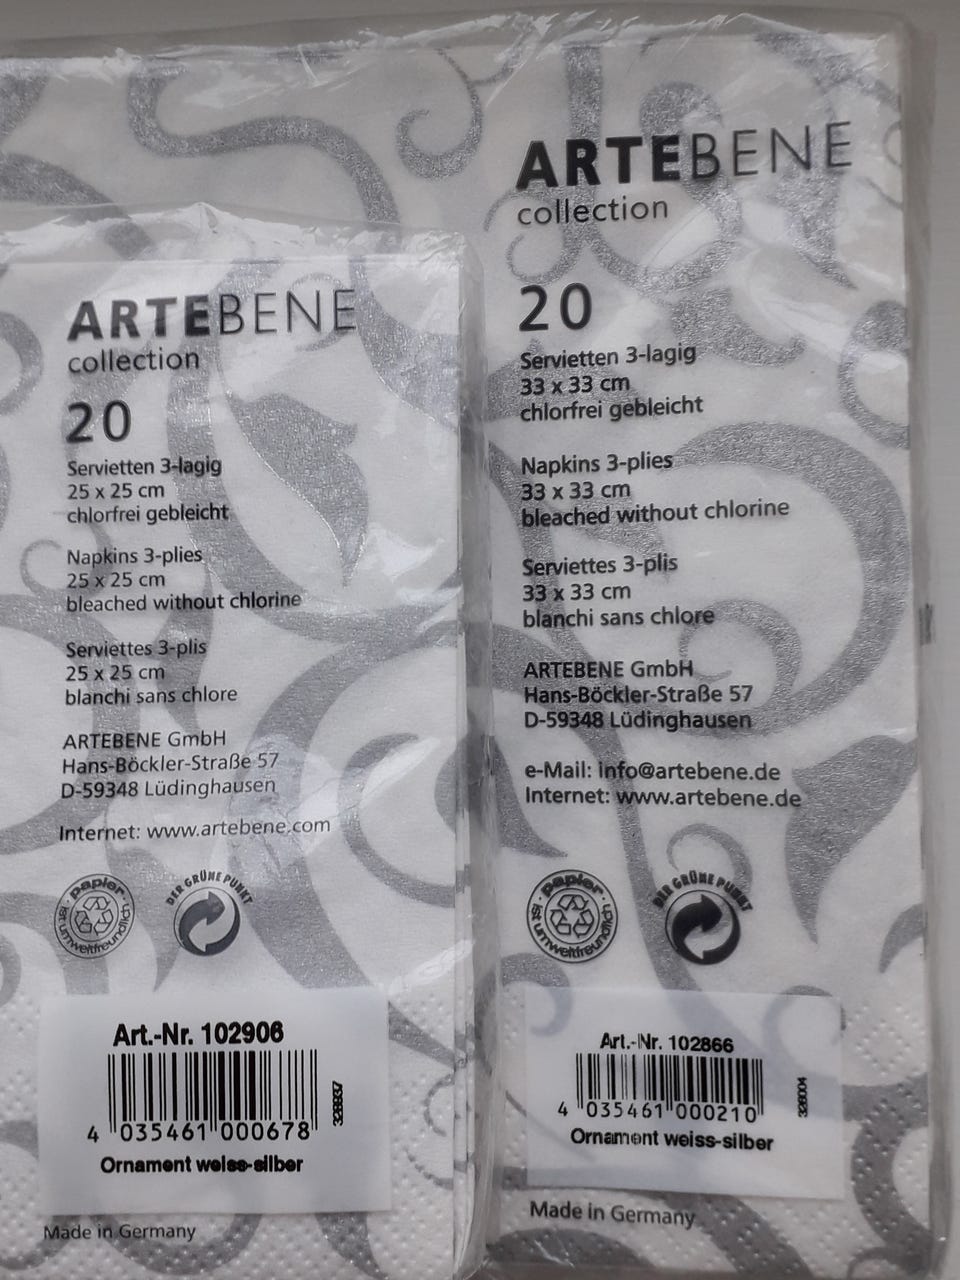 ARTEBENE
collection
20
Servietten 3-lagig
25 x 25 cm
chlorfrei gebleicht
Napkins 3-plies
25 x 25 cm
bleached without chlorine
Serviettes 3-plis
25 x 25 cm
blanchi sans chlore
ARTEBENE GmbH
Hans-Böckler-Straße 57
D-59348 Lüdinghausen
Internet: www.artebene.com
papier
ist umweltfreundlich
DER GRÜNE PUNKT
Art.-Nr. 102906
4 035461 000678
Ornament weiss-silber
Made in Germany
ARTEBENE
collection
20
Servietten 3-lagig
33 x 33 cm
chlorfrei gebleicht
Napkins 3-plies
33 x 33 cm
bleached without chlorine
Serviettes 3-plis
33 x 33 cm
blanchi sans chlore
ARTEBENE GmbH
Hans-Böckler-Straße 57
D-59348 Lüdinghausen
e-Mail: info@artebene.de
Internet: www.artebene.de
papier
ist umweltfreundlich
DER GRÜNE PUNKT
Art.-Nr. 102866
4 035461 000210
326004
Ornament weiss-silber
Made in Germany